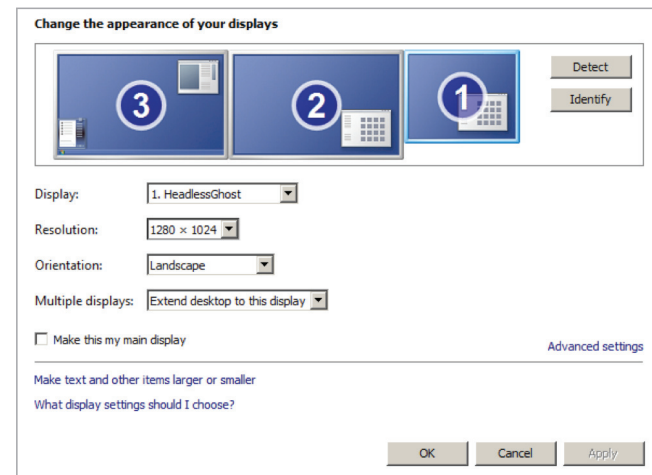 Change the appearance of your displays
3
2
1
Detect
Identify
Display: 1. HeadlessGhost
Resolution: 1280 × 1024
Orientation: Landscape
Multiple displays: Extend desktop to this display
Make this my main display
Advanced settings
Make text and other items larger or smaller
What display settings should I choose?
OK Cancel Apply